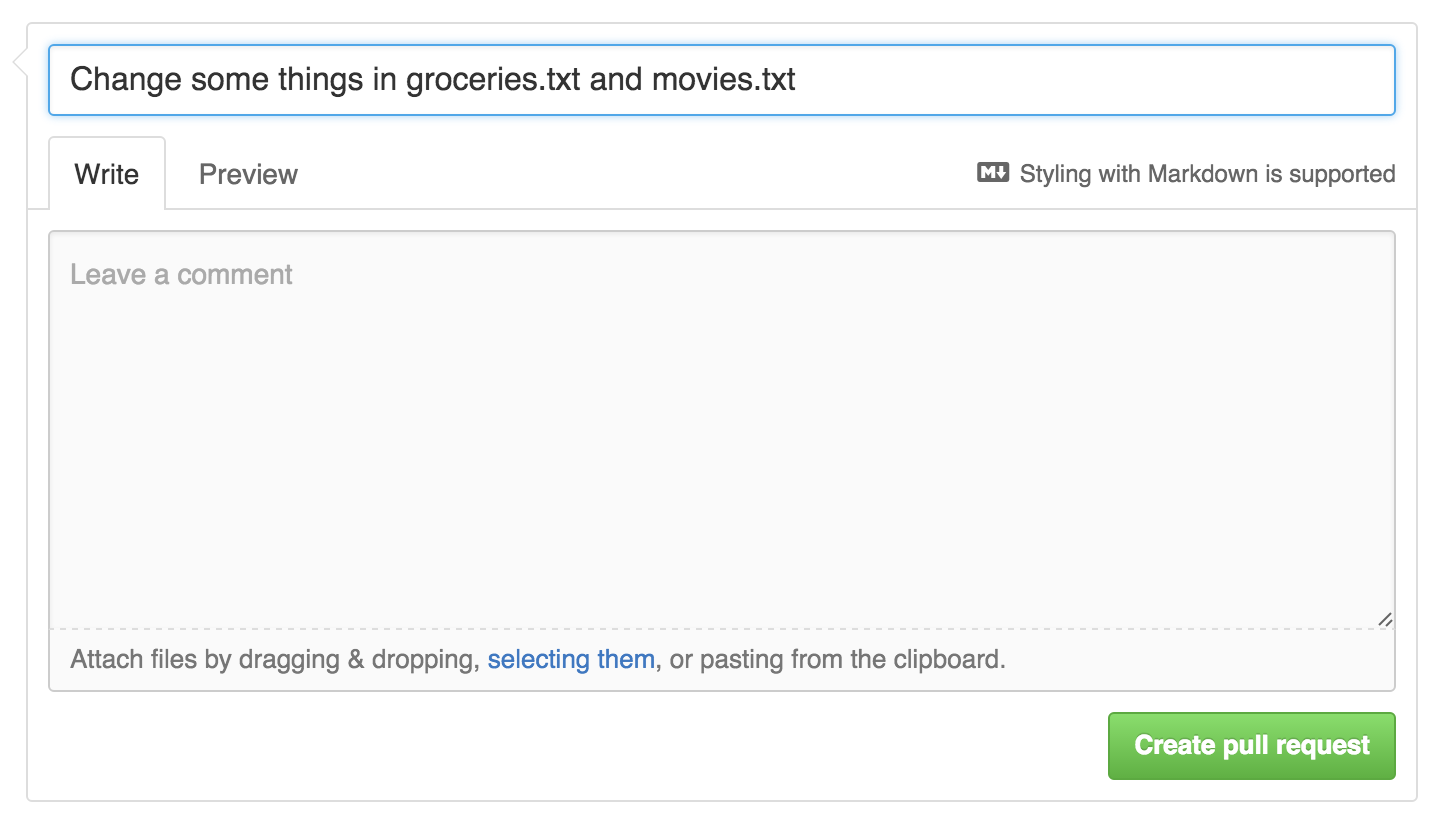 Change some things in groceries.txt and movies.txt
Write Preview M↓ Styling with Markdown is supported
Leave a comment
Attach files by dragging & dropping, selecting them, or pasting from the clipboard.
Create pull request